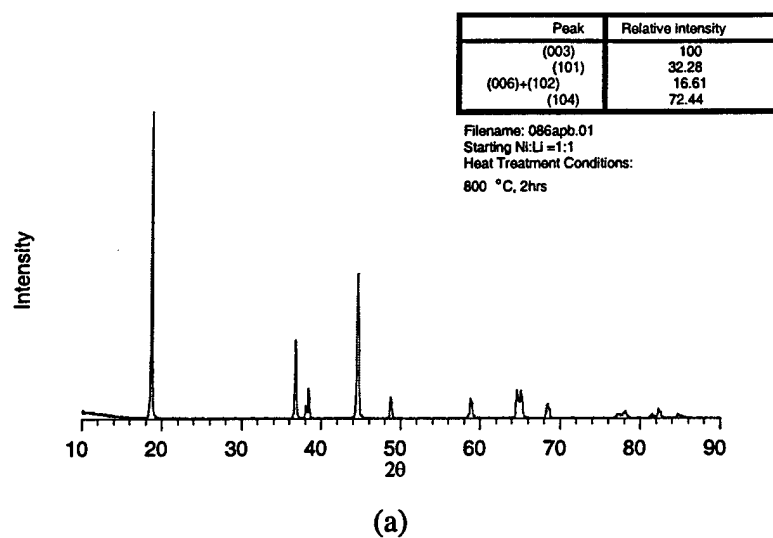 Peak Relative intensity
(003) 100
(101) 32.28
(006)+(102) 16.61
(104) 72.44
Filename: 086apb.01
Starting Ni:Li =1:1
Heat Treatment Conditions:
800 °C, 2hrs
Intensity
10 20 30 40 50 60 70 80 90
2θ
(a)